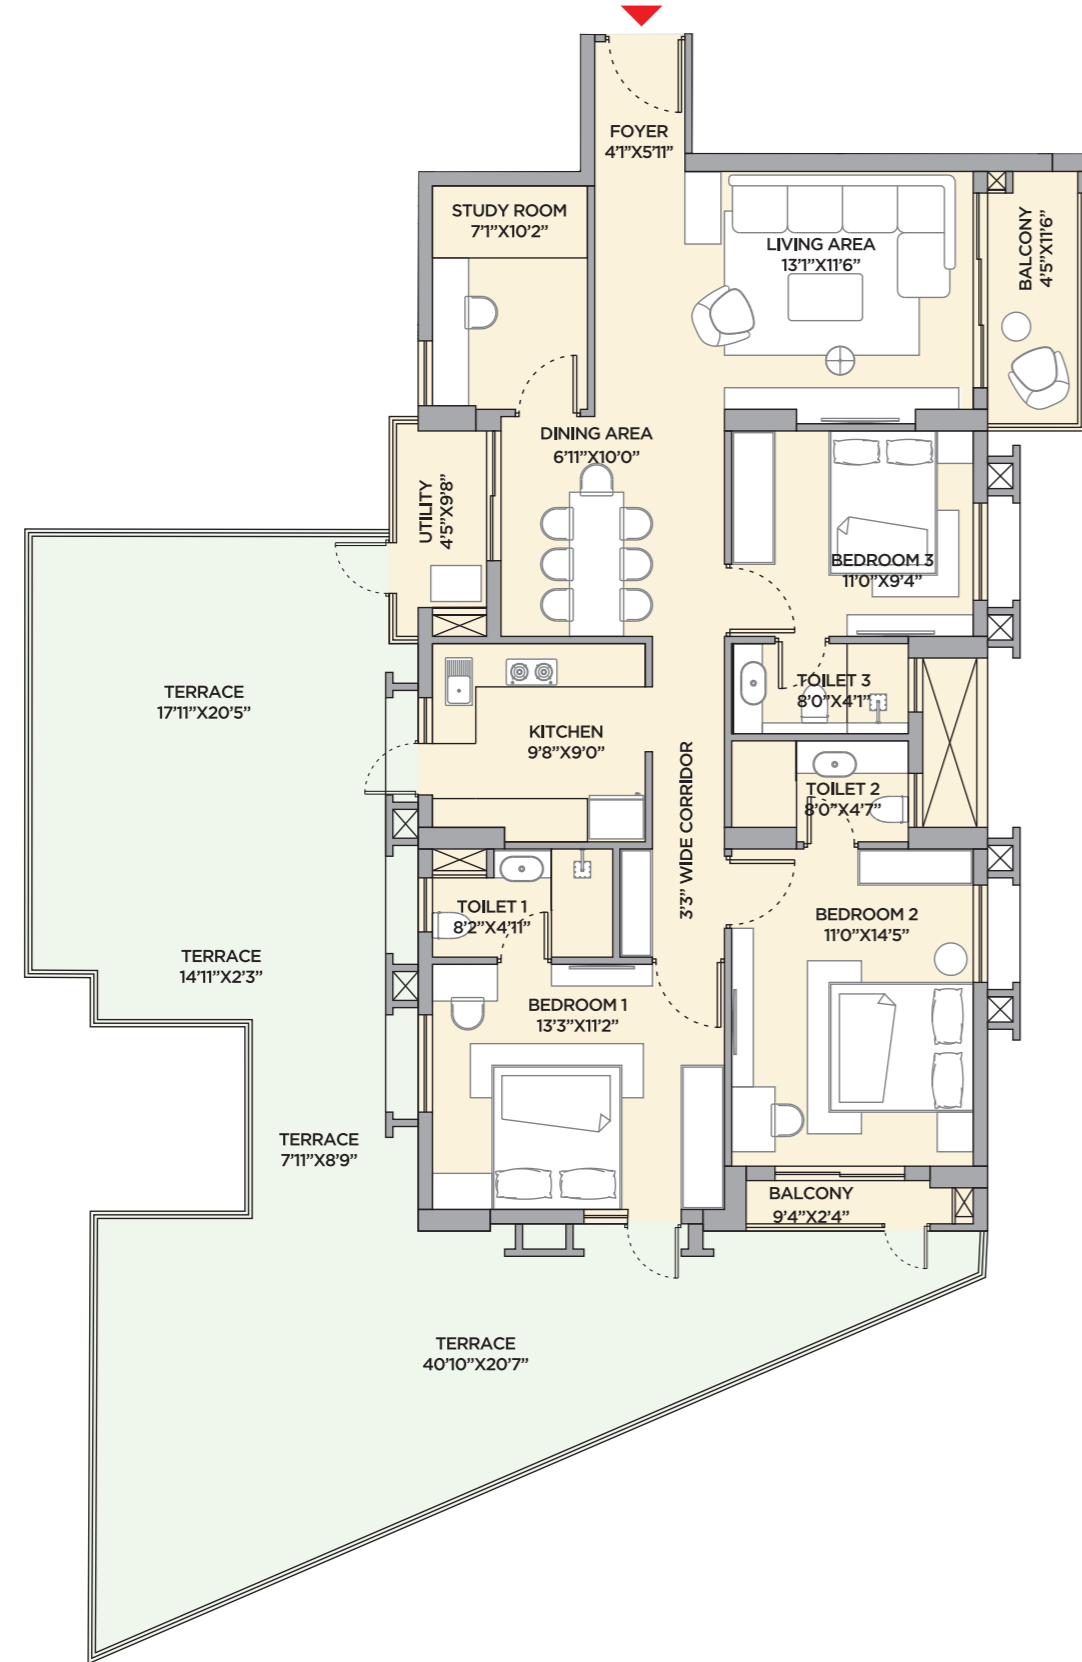 FOYER
4'1"X5'11"
STUDY ROOM
7'1"X10'2"
LIVING AREA
13'1"X11'6"
BALCONY
4'5"X11'6"
DINING AREA
6'11"X10'0"
UTILITY
4'5"X9'8"
BEDROOM 3
11'0"X9'4"
TERRACE
17'11"X20'5"
TOILET 3
8'0"X4'1"
KITCHEN
9'8"X9'0"
3'3" WIDE CORRIDOR
TOILET 2
8'0"X4'7"
TOILET 1
8'2"X4'11"
BEDROOM 2
11'0"X14'5"
TERRACE
14'11"X2'3"
BEDROOM 1
13'3"X11'2"
TERRACE
7'11"X8'9"
BALCONY
9'4"X2'4"
TERRACE
40'10"X20'7"